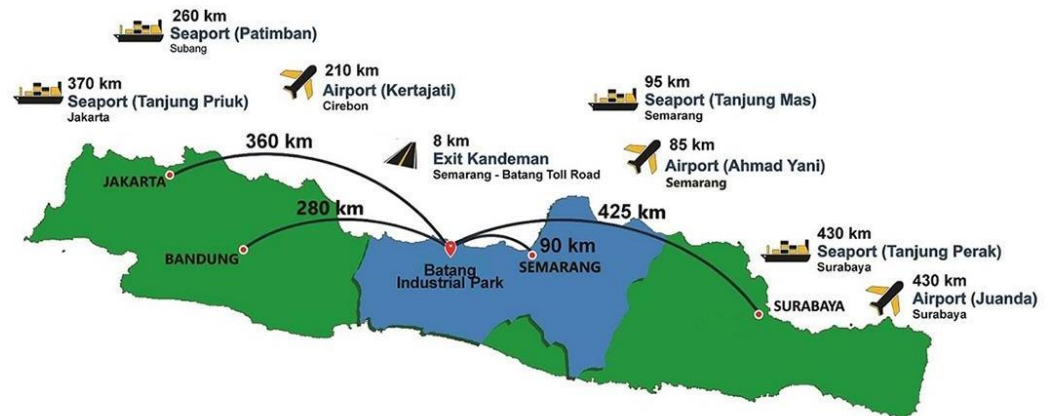 260 km
Seaport (Patimban)
Subang
370 km
Seaport (Tanjung Priuk)
Jakarta
210 km
Airport (Kertajati)
Cirebon
95 km
Seaport (Tanjung Mas)
Semarang
8 km
Exit Kandeman
Semarang - Batang Toll Road
85 km
Airport (Ahmad Yani)
Semarang
360 km
JAKARTA
280 km
BANDUNG
Batang
Industrial Park
90 km
SEMARANG
425 km
430 km
Seaport (Tanjung Perak)
Surabaya
SURABAYA
430 km
Airport (Juanda)
Surabaya